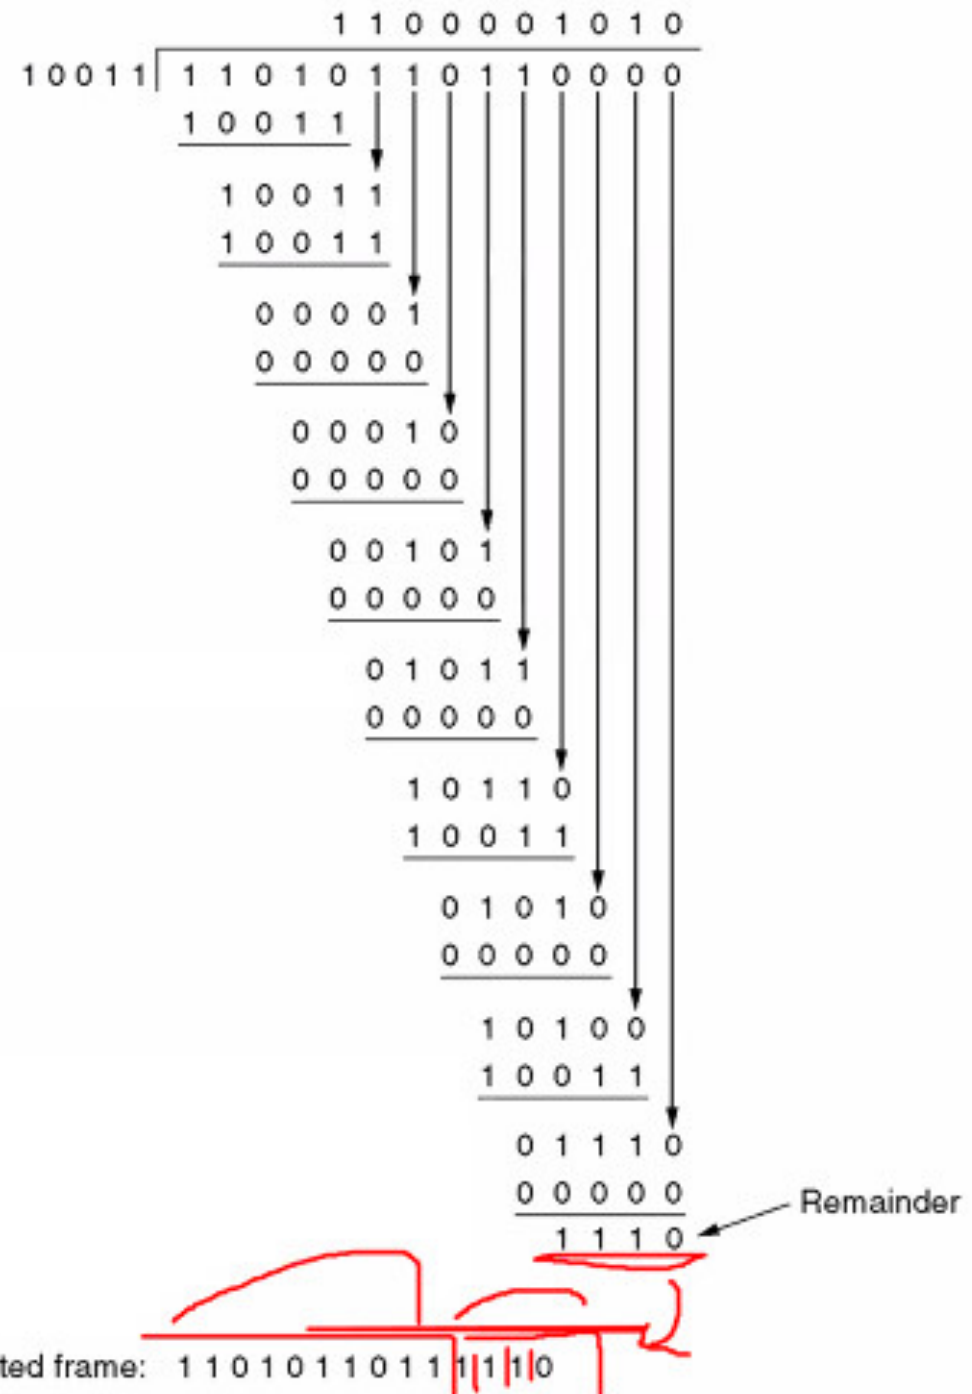 1 1 0 0 0 0 1 0 1 0
1 0 0 1 1 1 1 0 1 0 1 1 0 1 1 0 0 0 0
1 0 0 1 1
1 0 0 1 1
1 0 0 1 1
0 0 0 0 1
0 0 0 0 0
0 0 0 1 0
0 0 0 0 0
0 0 1 0 1
0 0 0 0 0
0 1 0 1 1
0 0 0 0 0
1 0 1 1 0
1 0 0 1 1
0 1 0 1 0
0 0 0 0 0
1 0 1 0 0
1 0 0 1 1
0 1 1 1 0
0 0 0 0 0
1 1 1 0 Remainder
ted frame: 1 1 0 1 0 1 1 0 1 1 1 1 1 0